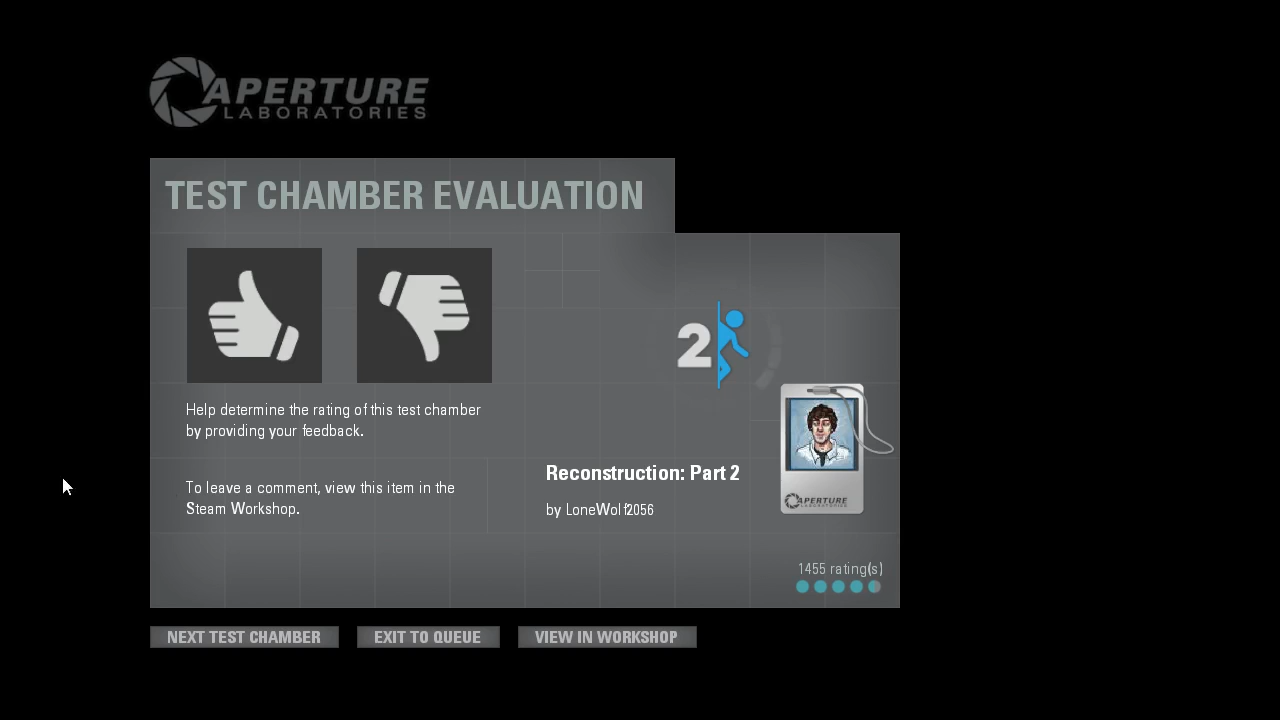 APERTURE
LABORATORIES
TEST CHAMBER EVALUATION
Help determine the rating of this test chamber
by providing your feedback.
To leave a comment, view this item in the
Steam Workshop.
2
Reconstruction: Part 2
by LoneWolf2056
APERTURE
LABORATORIES
1455 rating(s)
NEXT TEST CHAMBER
EXIT TO QUEUE
VIEW IN WORKSHOP